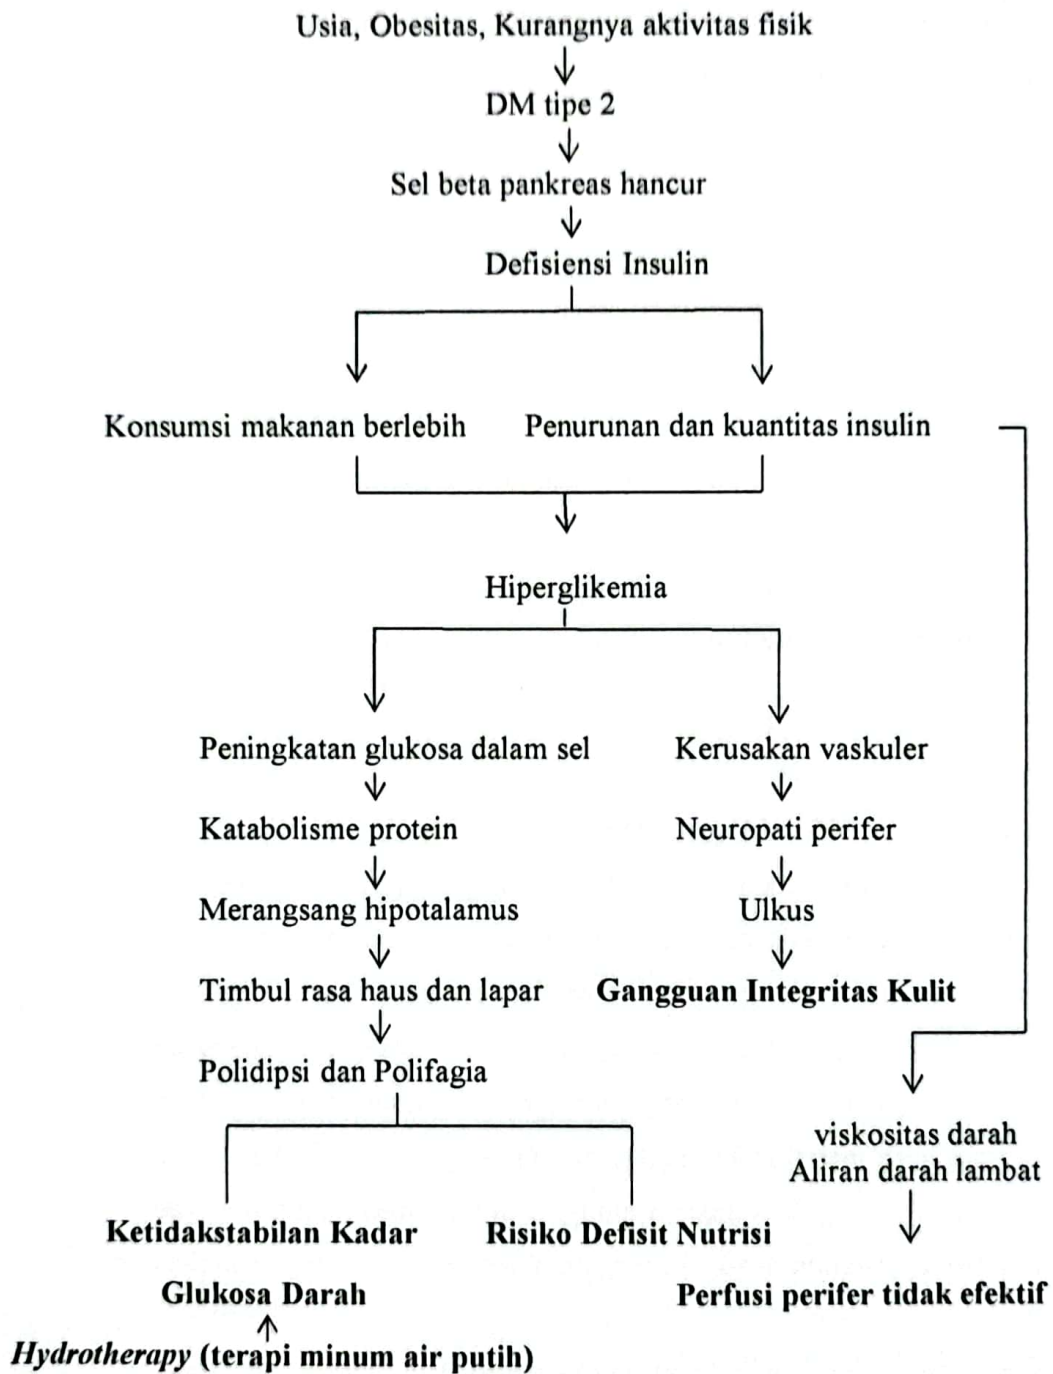 Usia, Obesitas, Kurangnya aktivitas fisik
DM tipe 2
Sel beta pankreas hancur
Defisiensi Insulin
Konsumsi makanan berlebih
Penurunan dan kuantitas insulin
Hiperglikemia
Peningkatan glukosa dalam sel
Kerusakan vaskuler
Katabolisme protein
Neuropati perifer
Merangsang hipotalamus
Ulkus
Timbul rasa haus dan lapar
Gangguan Integritas Kulit
Polidipsi dan Polifagia
viskositas darah
Aliran darah lambat
Ketidakstabilan Kadar
Glukosa Darah
Risiko Defisit Nutrisi
Perfusi perifer tidak efektif
Hydrotherapy (terapi minum air putih)